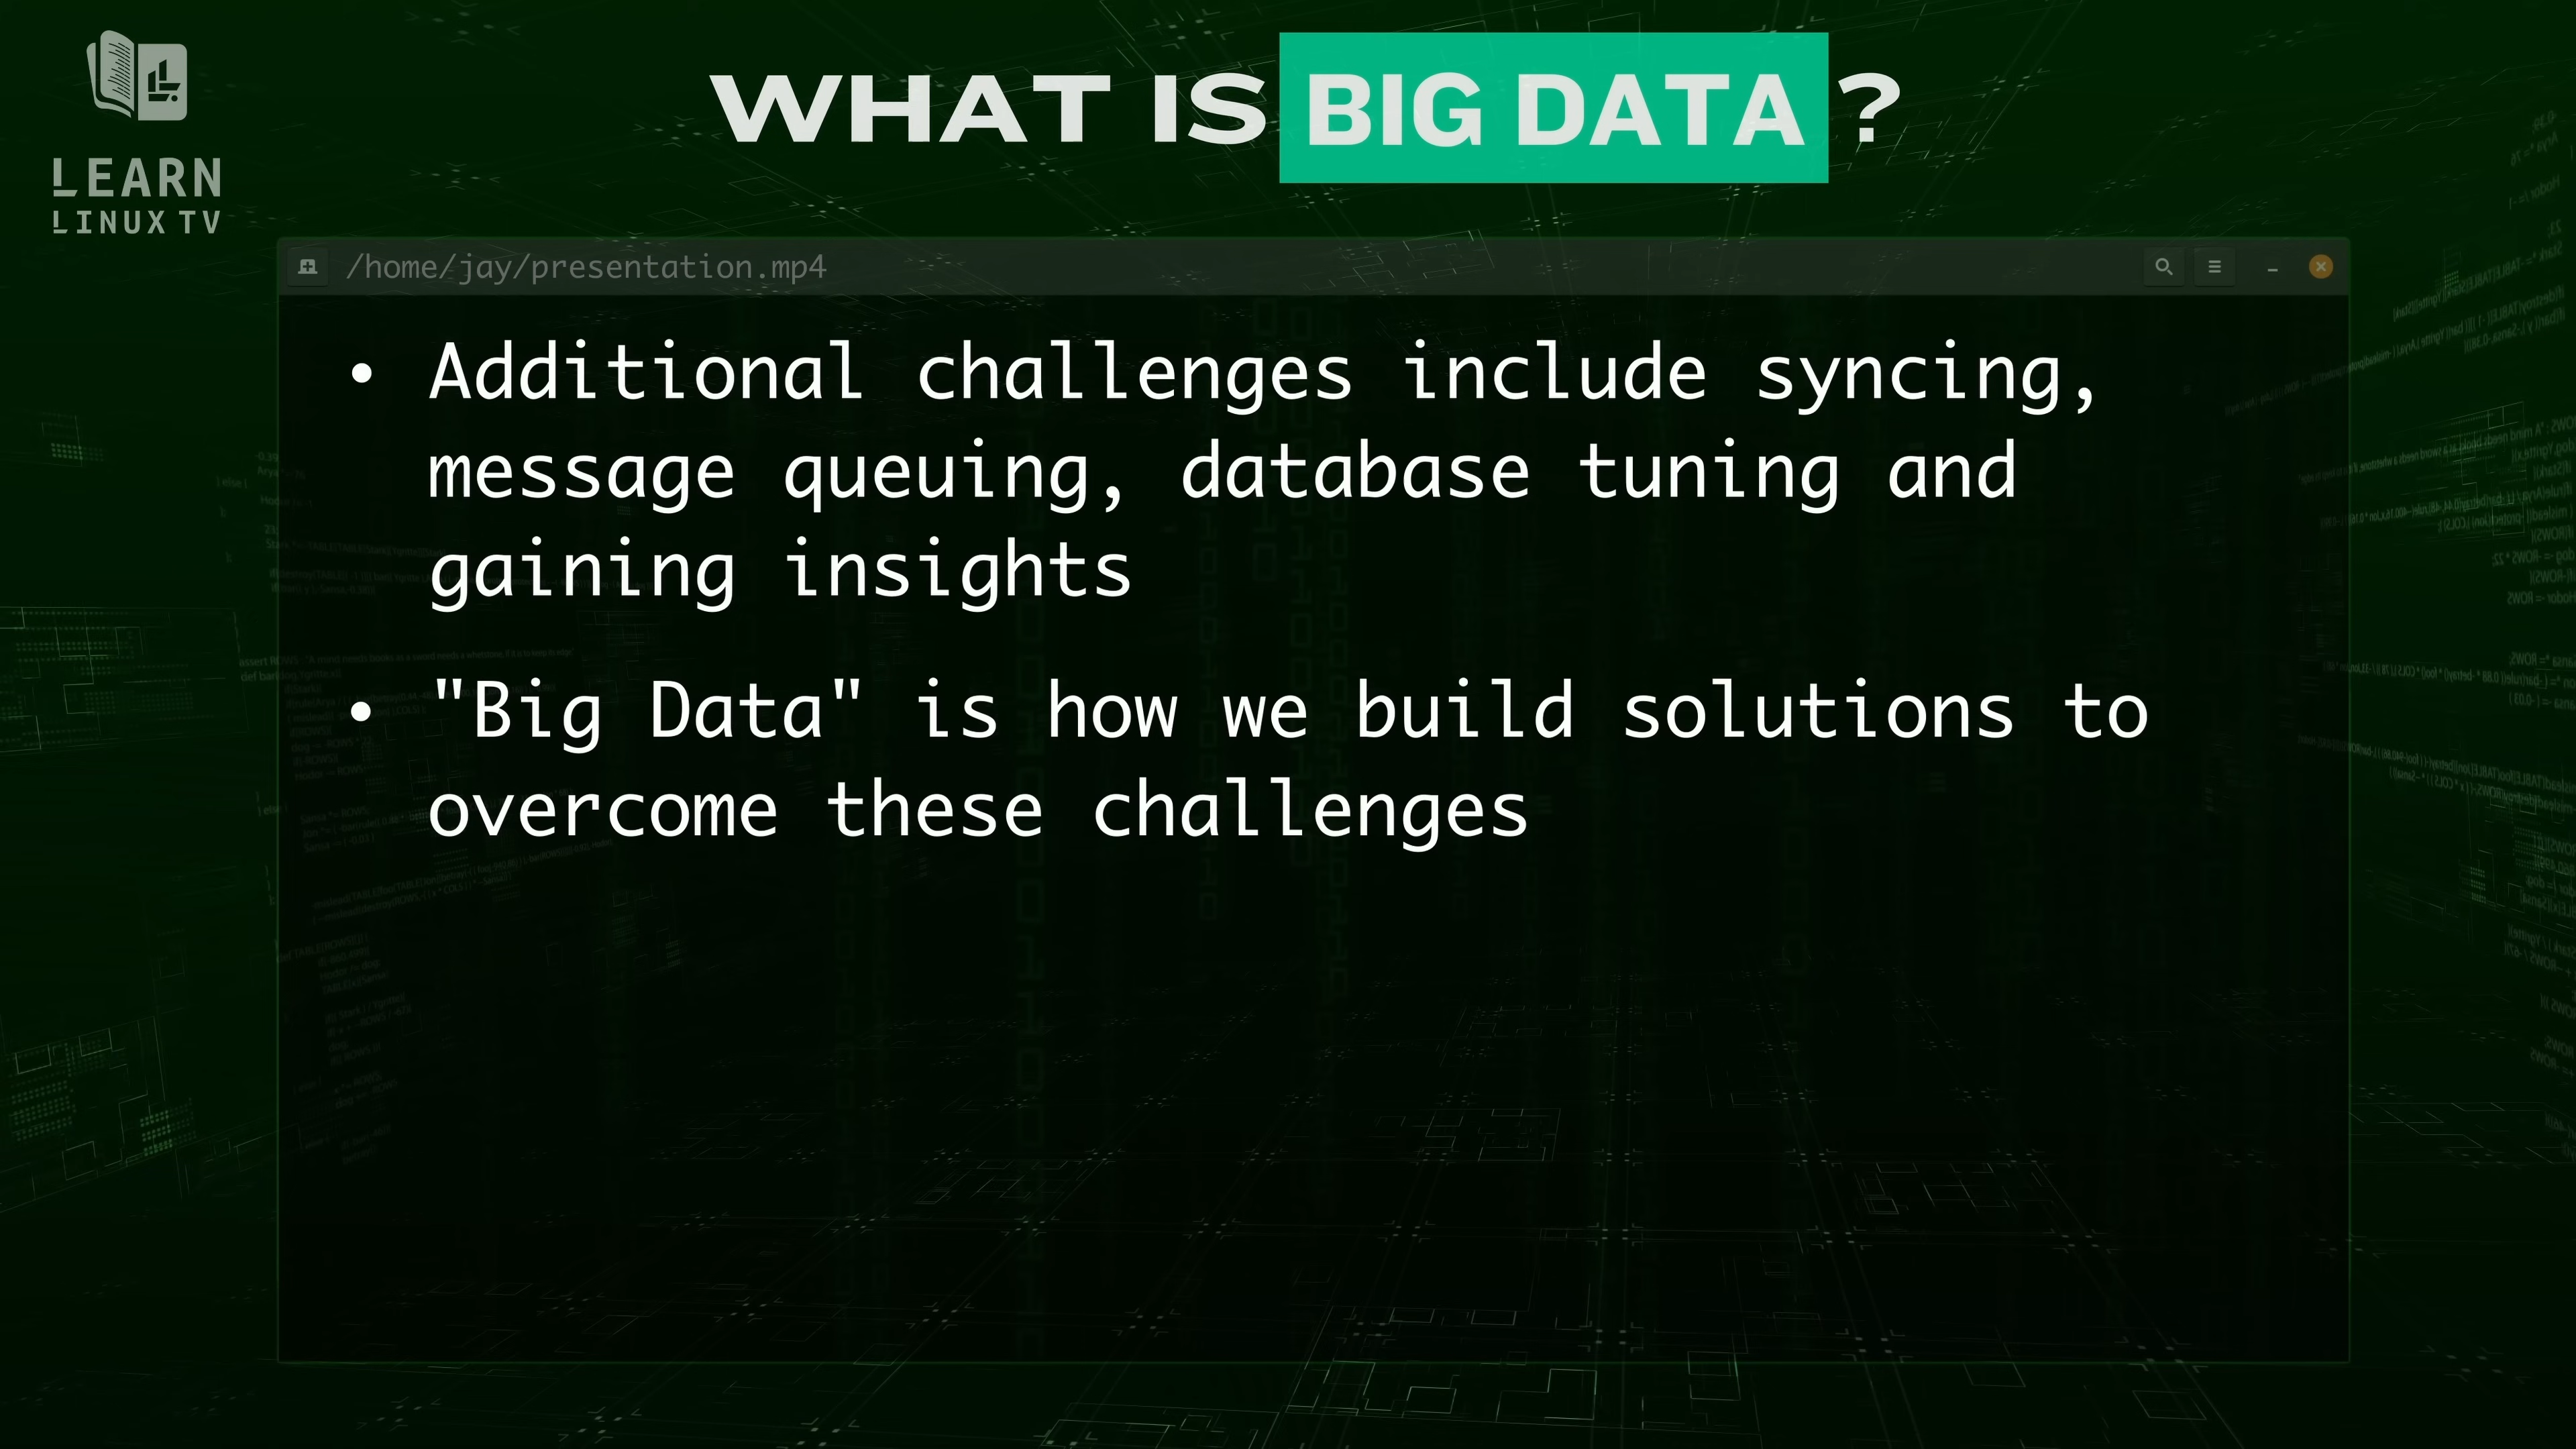 LEARN
LINUX TV
WHAT IS BIG DATA ?
/home/jay/presentation.mp4
• Additional challenges include syncing,
message queuing, database tuning and
gaining insights
• "Big Data" is how we build solutions to
overcome these challenges